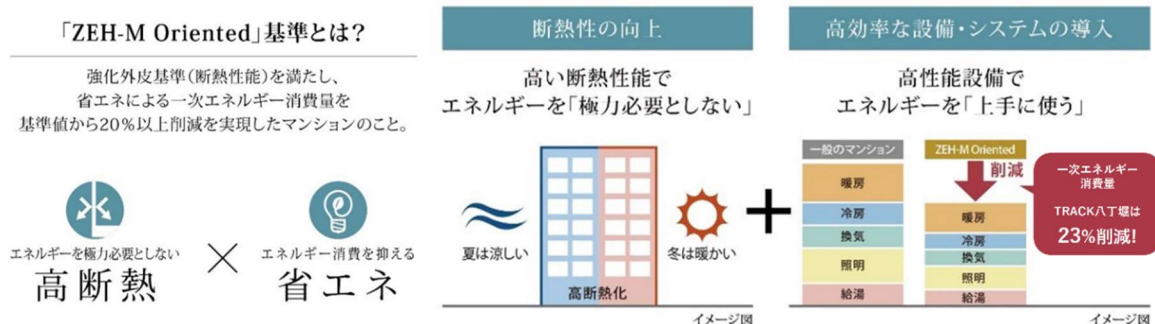 「ZEH-M Oriented」基準とは?
強化外皮基準(断熱性能)を満たし、
省エネによる一次エネルギー消費量を
基準値から20%以上削減を実現したマンションのこと。
エネルギーを極力必要としない
高断熱
×
エネルギー消費を抑える
省エネ
断熱性の向上
高い断熱性能で
エネルギーを「極力必要としない」
夏は涼しい
冬は暖かい
高断熱化
イメージ図
+
高効率な設備・システムの導入
高性能設備で
エネルギーを「上手に使う」
一般のマンション
暖房
冷房
換気
照明
給湯
ZEH-M Oriented
削減
暖房
冷房
換気
照明
給湯
一次エネルギー
消費量
TRACK八丁堀は
23%削減!
イメージ図